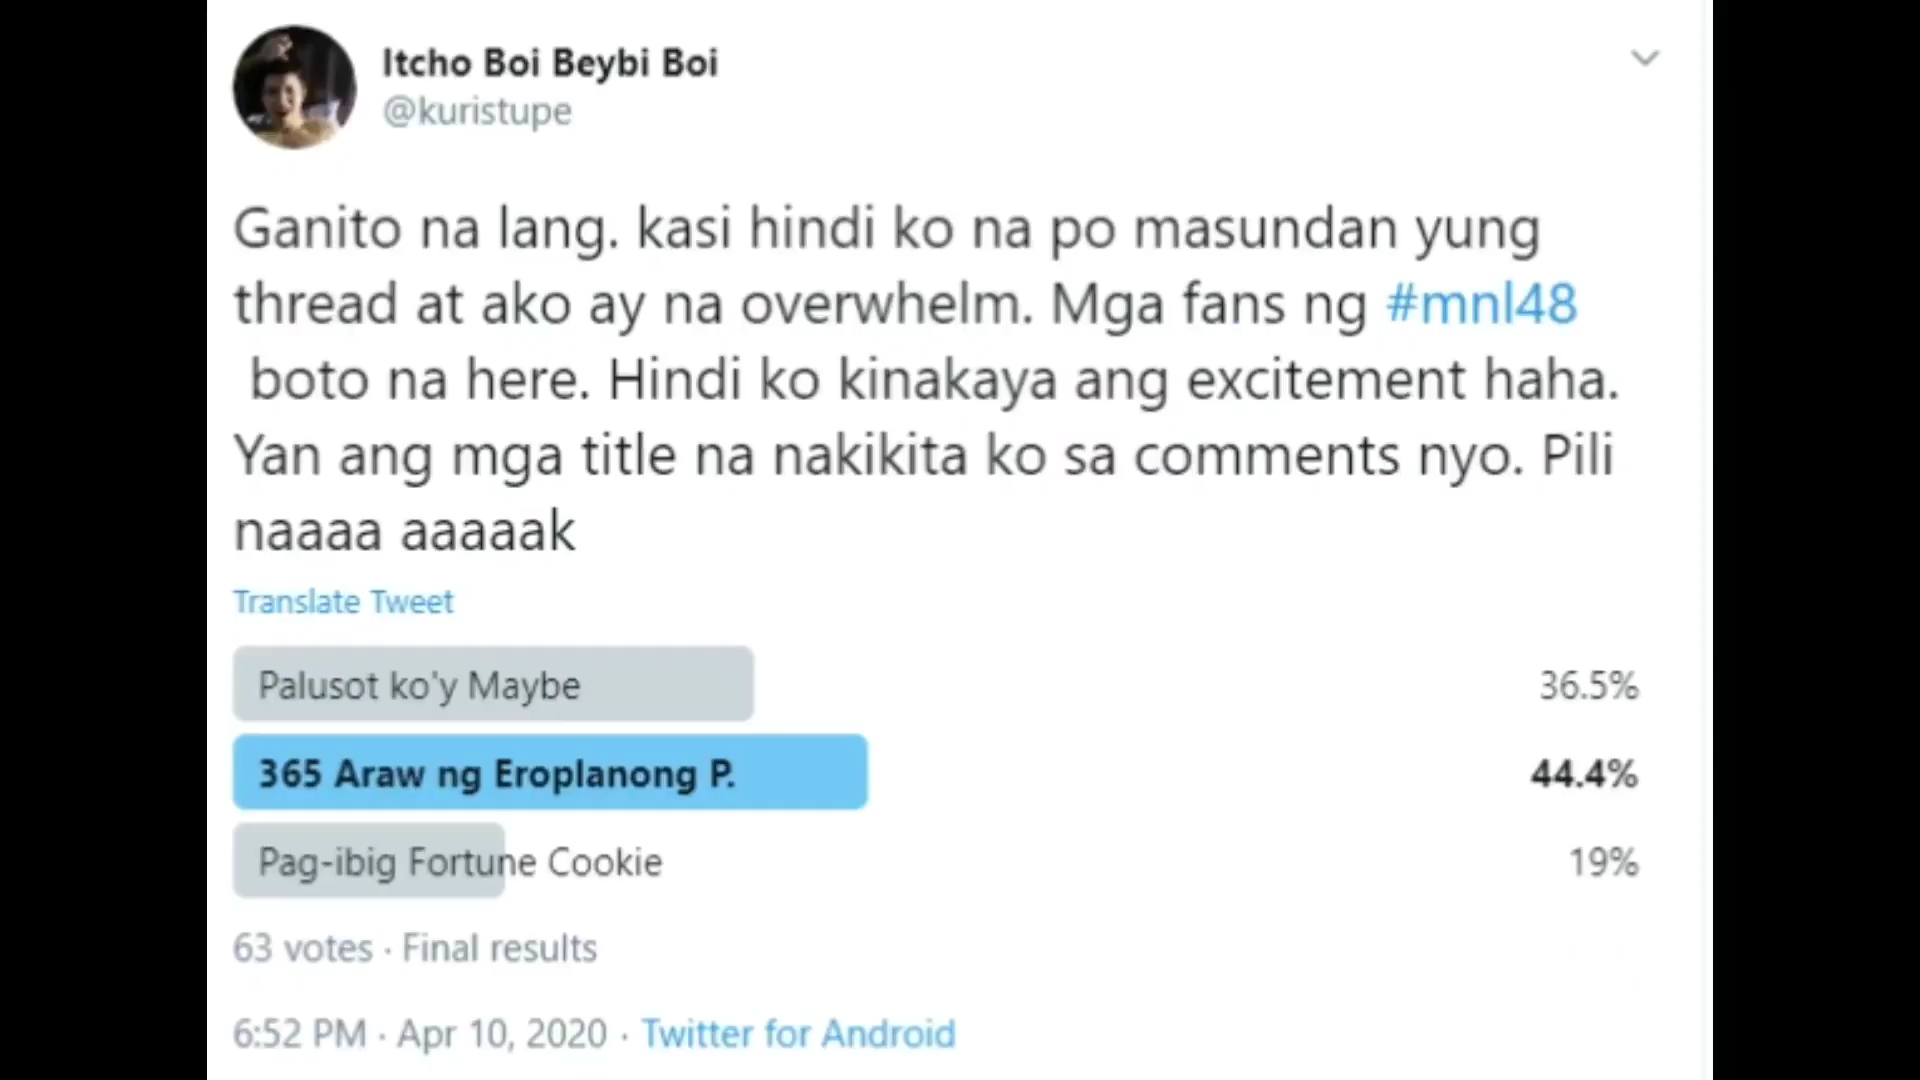 Itcho Boi Beybi Boi
@kuristupe
Ganito na lang. kasi hindi ko na po masundan yung
thread at ako ay na overwhelm. Mga fans ng #mnl48
boto na here. Hindi ko kinakaya ang excitement haha.
Yan ang mga title na nakikita ko sa comments nyo. Pili
naaaa aaaaak
Translate Tweet
Palusot ko'y Maybe 36.5%
365 Araw ng Eroplanong P. 44.4%
Pag-ibig Fortune Cookie 19%
63 votes · Final results
6:52 PM · Apr 10, 2020 · Twitter for Android